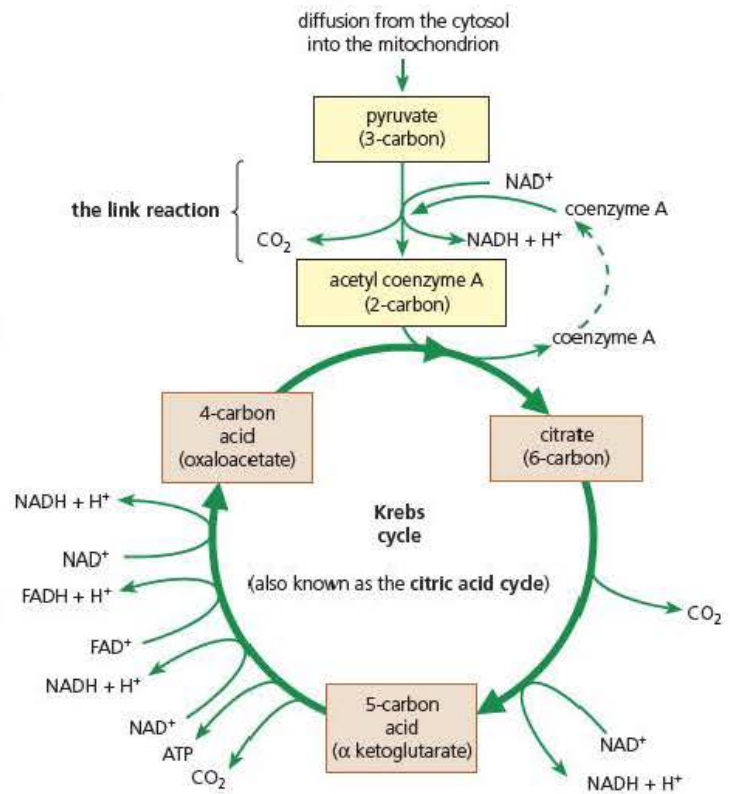 diffusion from the cytosol
into the mitochondrion
pyruvate
(3-carbon)
the link reaction
NAD⁺
coenzyme A
CO₂
NADH + H⁺
acetyl coenzyme A
(2-carbon)
coenzyme A
4-carbon
acid
(oxaloacetate)
citrate
(6-carbon)
Krebs
cycle
(also known as the citric acid cycle)
NADH + H⁺
NAD⁺
FADH + H⁺
FAD⁺
NADH + H⁺
NAD⁺
ATP
CO₂
5-carbon
acid
(α ketoglutarate)
CO₂
NAD⁺
NADH + H⁺